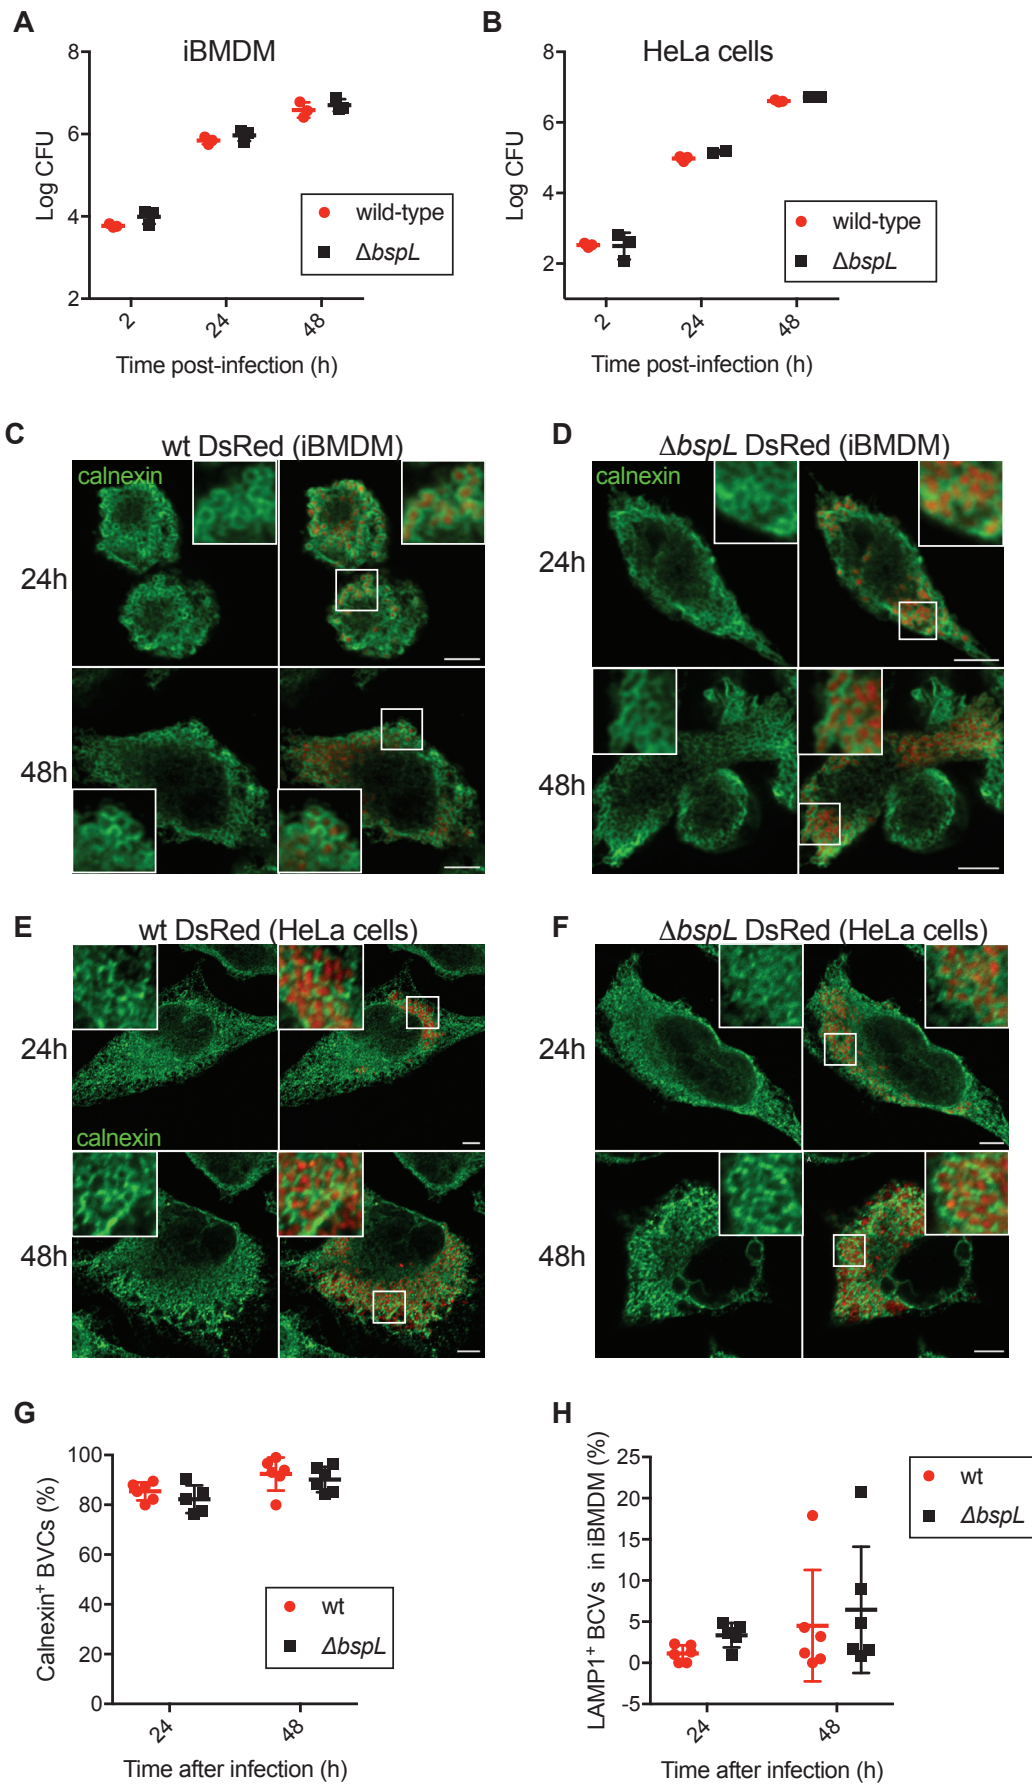 A
iBMDM
8
6
4
2
Log CFU
wild-type
ΔbspL
2
24
48
Time post-infection (h)
B
HeLa cells
8
6
4
2
Log CFU
wild-type
ΔbspL
2
24
48
Time post-infection (h)
C
wt DsRed (iBMDM)
calnexin
24h
48h
D
ΔbspL DsRed (iBMDM)
calnexin
24h
48h
E
wt DsRed (HeLa cells)
24h
calnexin
48h
F
ΔbspL DsRed (HeLa cells)
24h
48h
G
100
80
60
40
20
0
Calnexin⁺ BVCs (%)
wt
ΔbspL
24
48
Time after infection (h)
H
25
20
15
10
5
0
-5
LAMP1⁺ BCVs in iBMDM (%)
wt
ΔbspL
24
48
Time after infection (h)